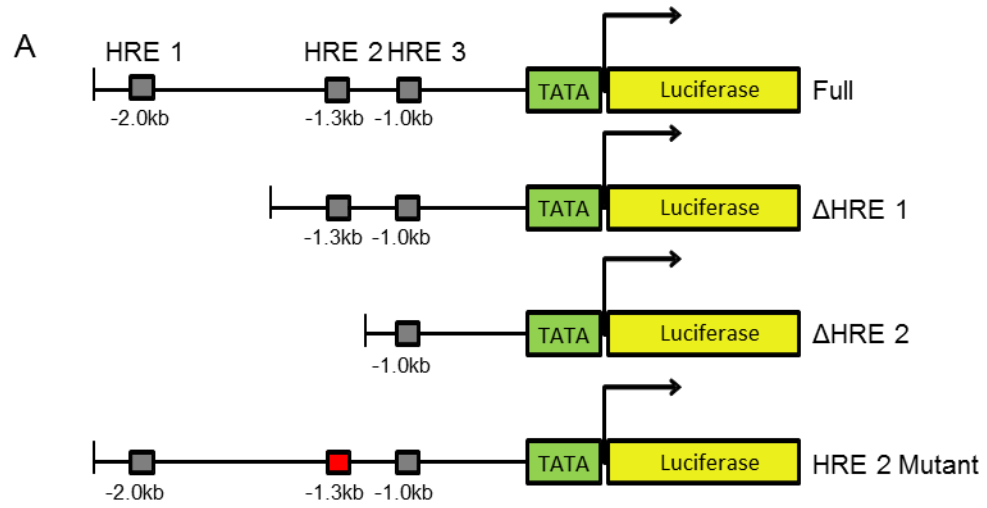 A
HRE 1 HRE 2 HRE 3
TATA Luciferase Full
-2.0kb -1.3kb -1.0kb
TATA Luciferase ΔHRE 1
-1.3kb -1.0kb
TATA Luciferase ΔHRE 2
-1.0kb
TATA Luciferase HRE 2 Mutant
-2.0kb -1.3kb -1.0kb